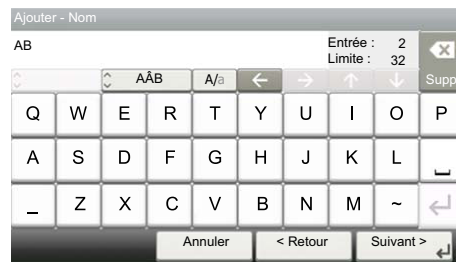 Ajouter - Nom
AB
Entrée : 2
Limite : 32
AÂB A/a ← → ↑ ↓ Supp
Q W E R T Y U I O P
A S D F G H J K L
_ Z X C V B N M ~
Annuler < Retour Suivant >